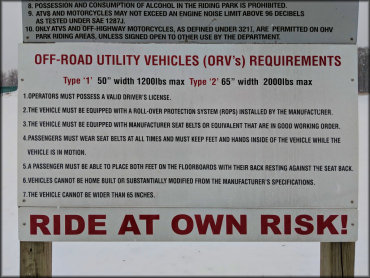 8. POSSESSION AND CONSUMPTION OF ALCOHOL IN THE RIDING PARK IS PROHIBITED.
9. ATVS AND MOTORCYCLES MAY NOT EXCEED AN ENGINE NOISE LIMIT ABOVE 96 DECIBELS
AS TESTED UNDER SAE 1287J.
10. ONLY ATVS AND OFF-HIGHWAY MOTORCYCLES, AS DEFINED UNDER 321I, ARE PERMITTED ON OHV
PARK RIDING AREAS, UNLESS SIGNED OPEN TO OTHER USE BY THE DEPARTMENT.
OFF-ROAD UTILITY VEHICLES (ORV's) REQUIREMENTS
Type '1' 50" width 1200lbs max Type '2' 65" width 2000lbs max
1.OPERATORS MUST POSSESS A VALID DRIVER'S LICENSE.
2.THE VEHICLE MUST BE EQUIPPED WITH A ROLL-OVER PROTECTION SYSTEM (ROPS) INSTALLED BY THE MANUFACTURER.
3.THE VEHICLE MUST BE EQUIPPED WITH MANUFACTURER SEAT BELTS OR EQUIVALENT THAT ARE IN GOOD WORKING ORDER.
4.PASSENGERS MUST WEAR SEAT BELTS AT ALL TIMES AND MUST KEEP FEET AND HANDS INSIDE OF THE VEHICLE WHILE THE
VEHICLE IS IN MOTION.
5.A PASSENGER MUST BE ABLE TO PLACE BOTH FEET ON THE FLOORBOARDS WITH THEIR BACK RESTING AGAINST THE SEAT BACK.
6.VEHICLES CANNOT BE HOME BUILT OR SUBSTANTIALLY MODIFIED FROM THE MANUFACTURER'S SPECIFICATIONS.
7.THE VEHICLE CANNOT BE WIDER THAN 65 INCHES.
RIDE AT OWN RISK!